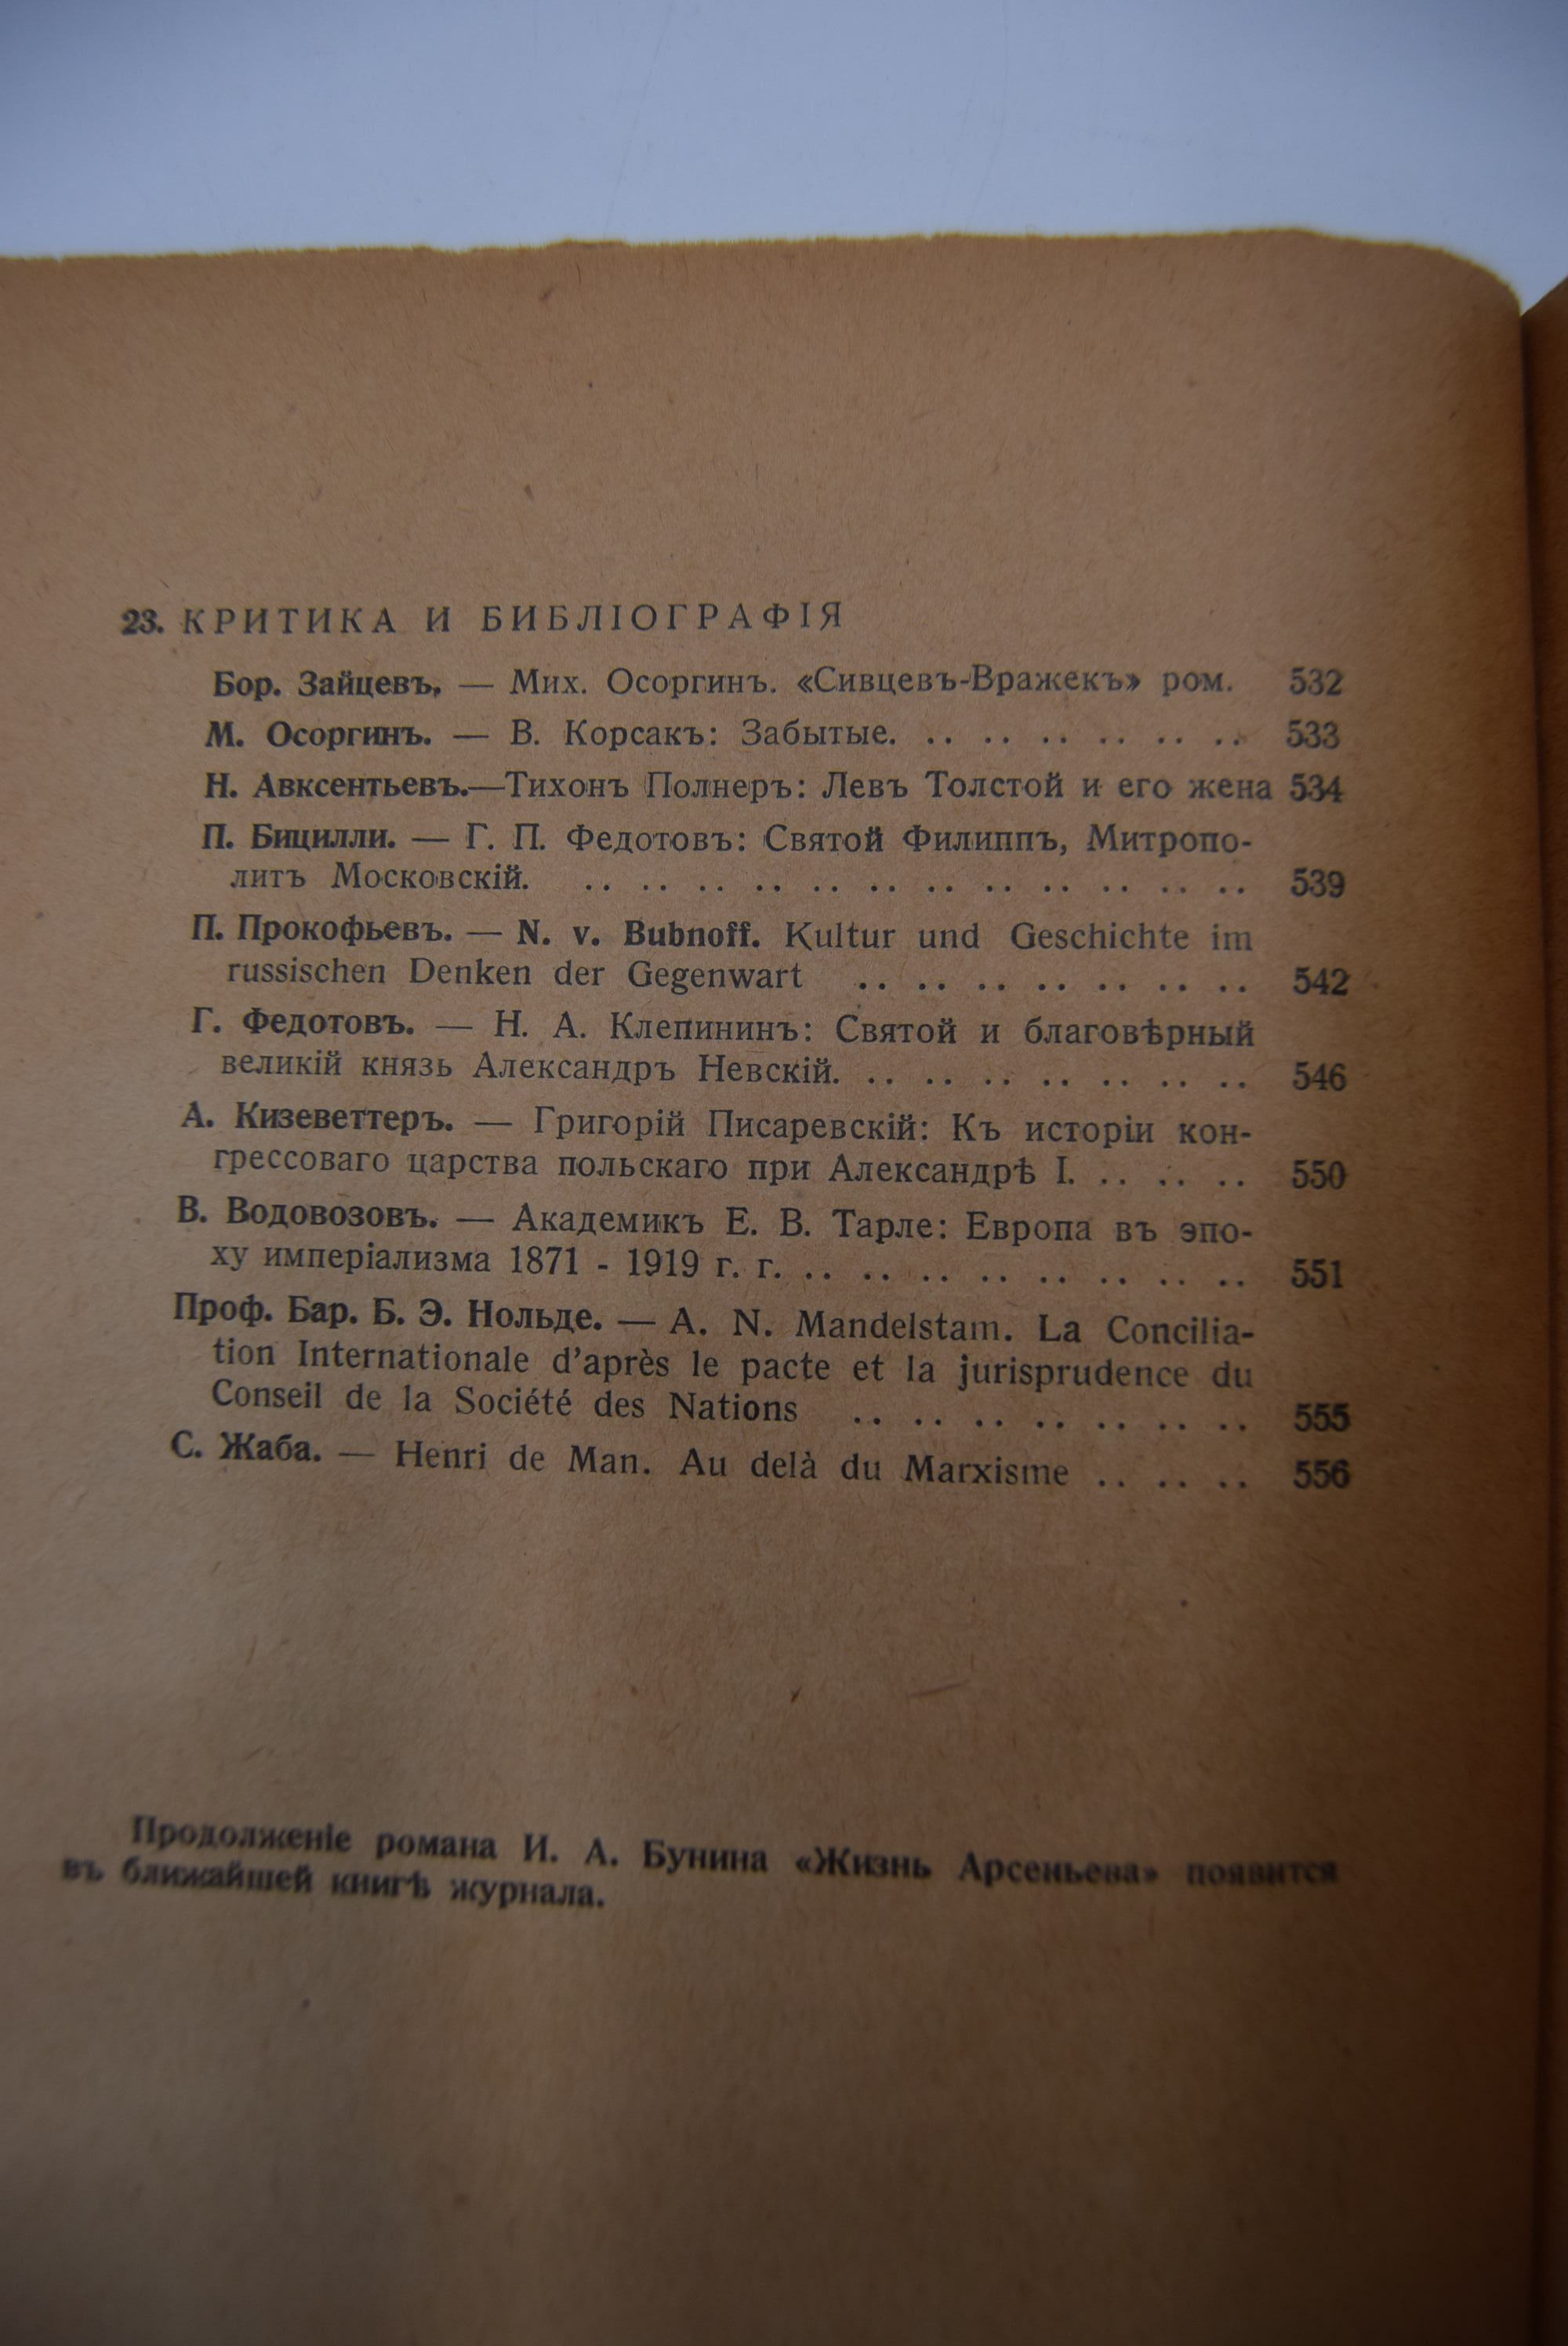 23. КРИТИКА И БИБЛІОГРАФІЯ
Бор. Зайцевъ, — Мих. Осоргинъ. «Сивцевъ-Вражекъ» ром. 532
М. Осоргинъ. — В. Корсакъ: Забытые. .. .. .. .. .. .. 533
Н. Авксентьевъ.—Тихонъ Полнеръ: Левъ Толстой и его жена 534
П. Бицилли. — Г. П. Федотовъ: Святой Филиппъ, Митропо-
литъ Московскій. .. .. .. .. .. .. .. .. .. .. .. .. 539
П. Прокофьевъ. — N. v. Bubnoff. Kultur und Geschichte im
russischen Denken der Gegenwart .. .. .. .. .. .. .. 542
Г. Федотовъ. — Н. А. Клепининъ: Святой и благовѣрный
великій князь Александръ Невскій. .. .. .. .. .. .. .. 546
А. Кизеветтеръ. — Григорій Писаревскій: Къ исторіи кон-
грессоваго царства польскаго при Александрѣ I. .. .. .. 550
В. Водовозовъ. — Академикъ Е. В. Тарле: Европа въ эпо-
ху имперіализма 1871 - 1919 г. г. .. .. .. .. .. .. .. .. 551
Проф. Бар. Б. Э. Нольде. — A. N. Mandelstam. La Concilia-
tion Internationale d’après le pacte et la jurisprudence du
Conseil de la Société des Nations .. .. .. .. .. .. .. 555
С. Жаба. — Henri de Man. Au delà du Marxisme .. .. .. 556
Продолженіе романа И. А. Бунина «Жизнь Арсеньева» появится
въ ближайшей книгѣ журнала.